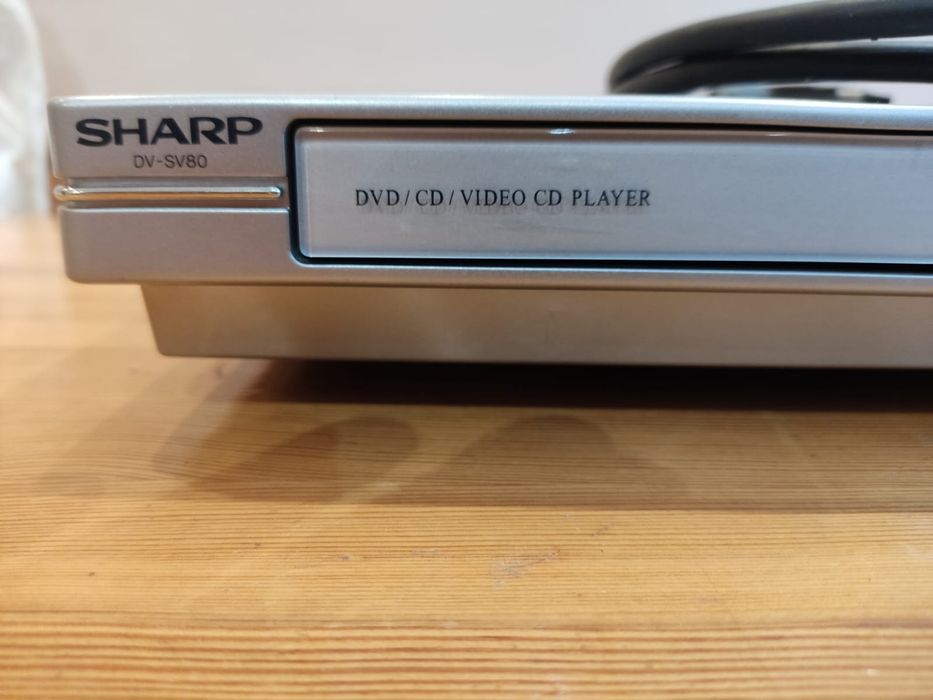 SHARP
DV-SV80
DVD / CD / VIDEO CD PLAYER